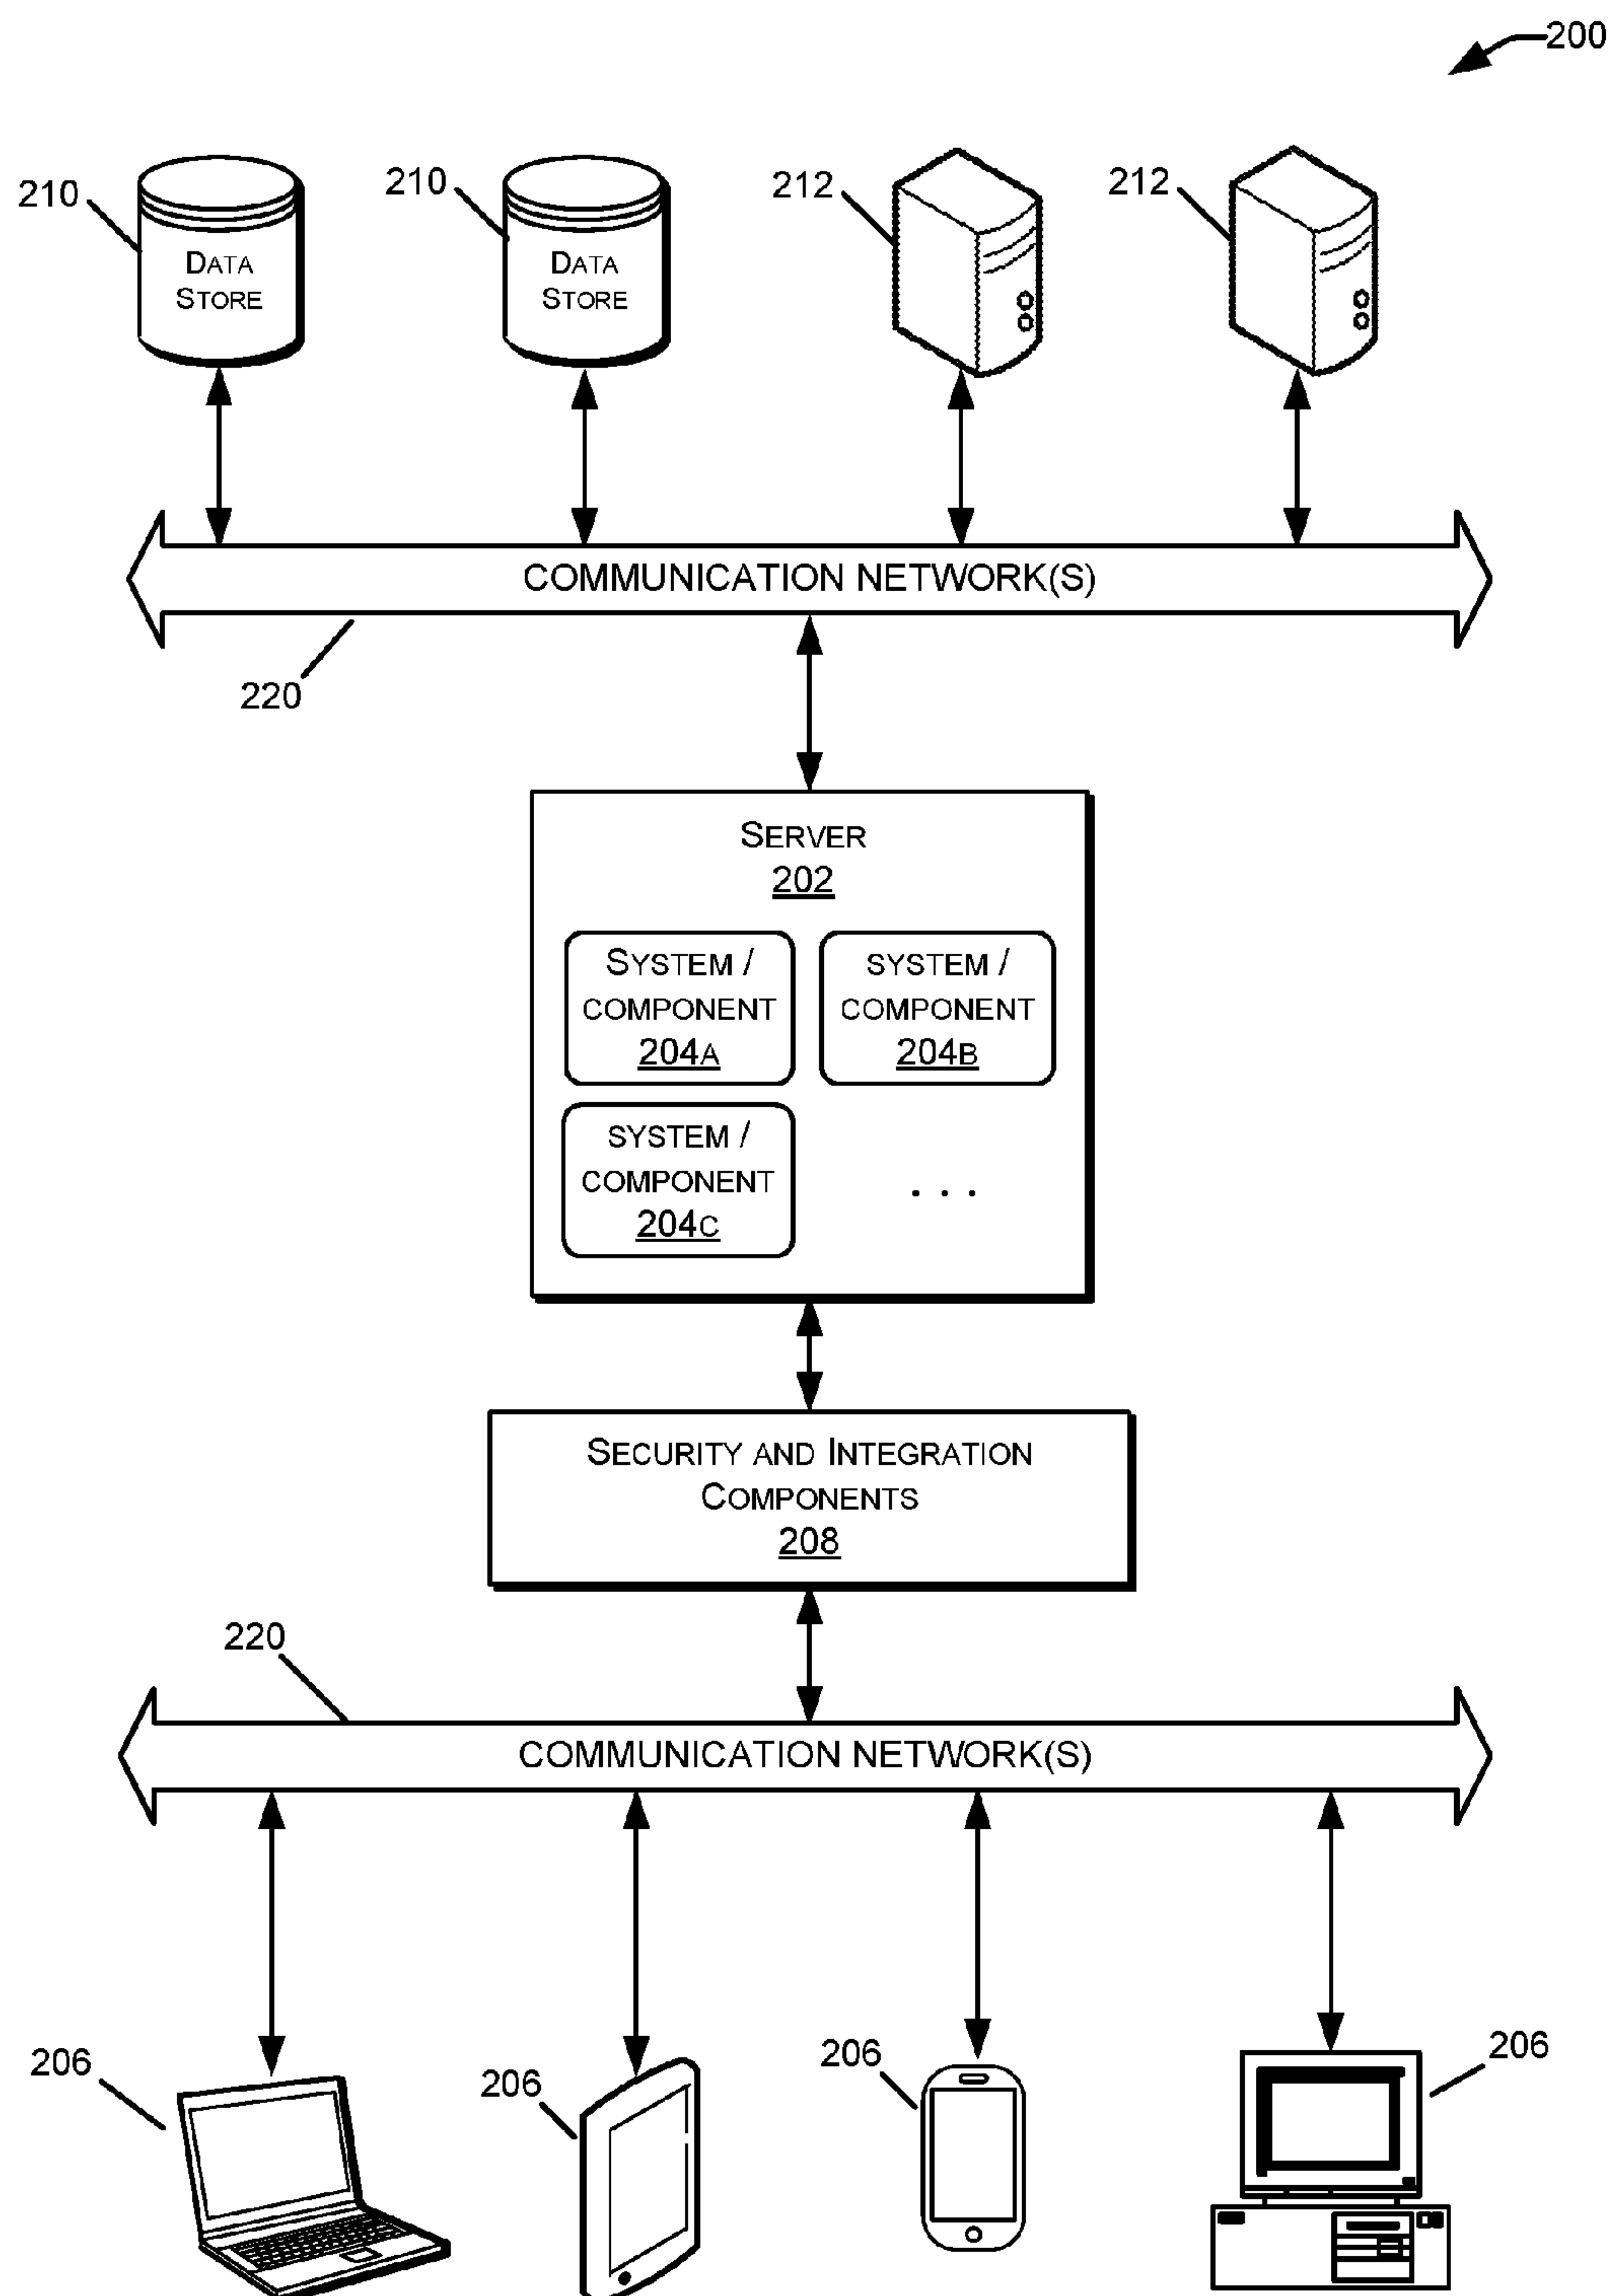 200
210
210
212
212
DATA
STORE
DATA
STORE
COMMUNICATION NETWORK(S)
220
SERVER
202
SYSTEM /
COMPONENT
204A
SYSTEM /
COMPONENT
204B
SYSTEM /
COMPONENT
204C
. . .
SECURITY AND INTEGRATION
COMPONENTS
208
220
COMMUNICATION NETWORK(S)
206
206
206
206